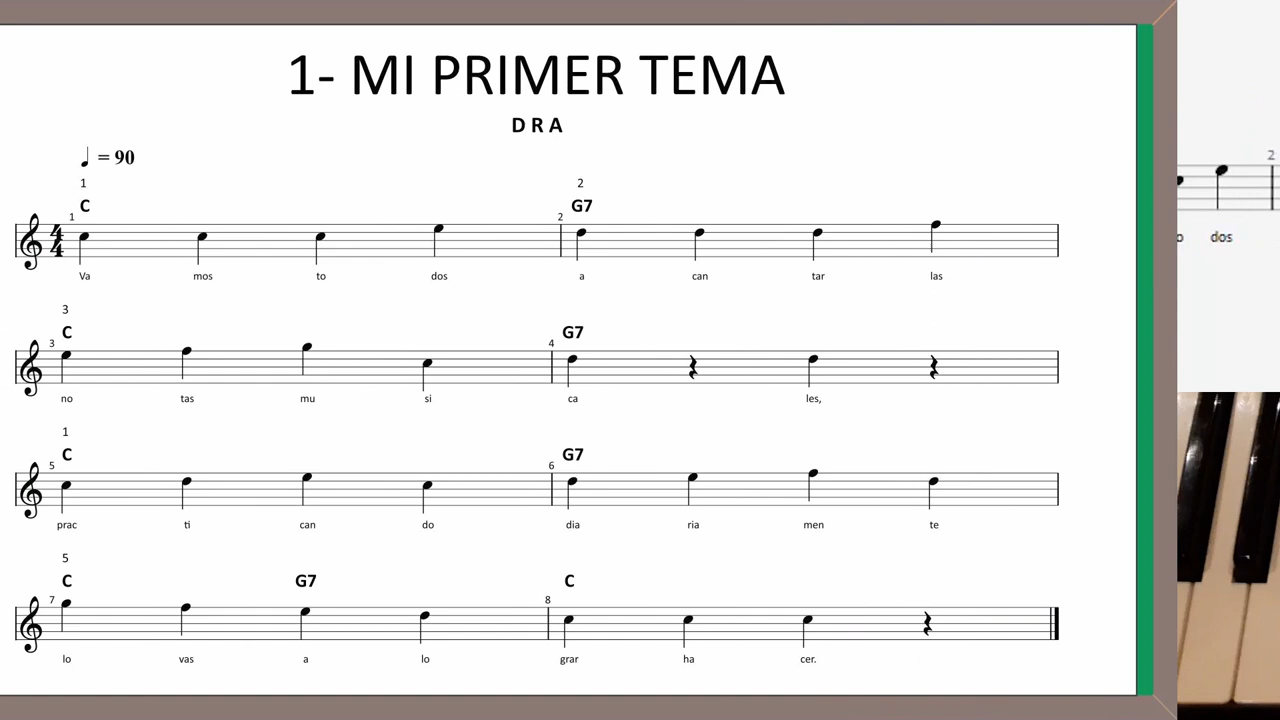 1- MI PRIMER TEMA
D R A
♩ = 90
1 2
C G7
1 2
4
4
Va mos to dos a can tar las
3
C G7
3 4
no tas mu si ca les,
1
C G7
5 6
prac ti can do dia ria men te
5
C G7 C
7 8
lo vas a lo grar ha cer.
2
dos